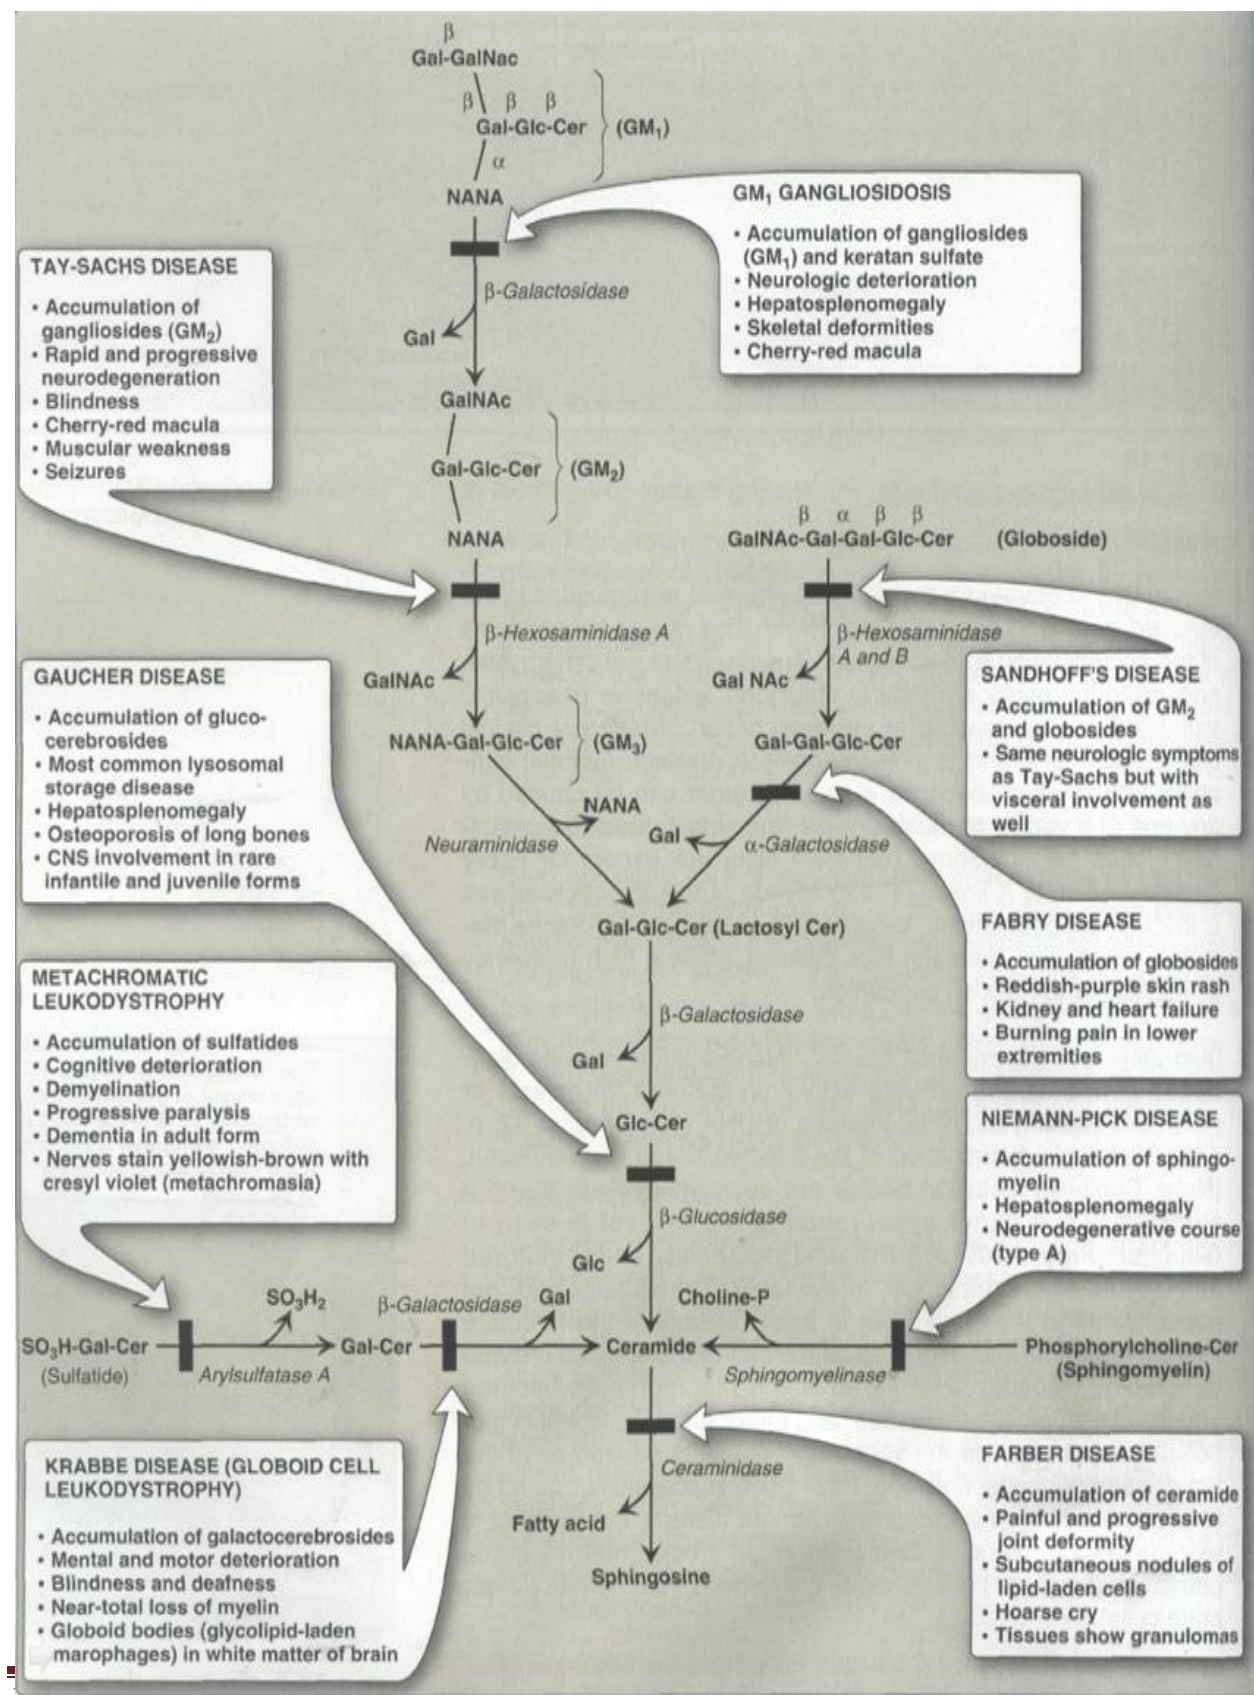 β
Gal-GalNac
β β β
Gal-Glc-Cer (GM₁)
α
NANA
GM₁ GANGLIOSIDOSIS
• Accumulation of gangliosides
(GM₁) and keratan sulfate
• Neurologic deterioration
• Hepatosplenomegaly
• Skeletal deformities
• Cherry-red macula
β-Galactosidase
Gal
TAY-SACHS DISEASE
• Accumulation of
gangliosides (GM₂)
• Rapid and progressive
neurodegeneration
• Blindness
• Cherry-red macula
• Muscular weakness
• Seizures
GalNAc
Gal-Glc-Cer (GM₂)
NANA
β α β β
GalNAc-Gal-Gal-Glc-Cer (Globoside)
β-Hexosaminidase A
GalNAc
β-Hexosaminidase
A and B
Gal NAc
SANDHOFF'S DISEASE
• Accumulation of GM₂
and globosides
• Same neurologic symptoms
as Tay-Sachs but with
visceral involvement as
well
GAUCHER DISEASE
• Accumulation of gluco-
cerebrosides
• Most common lysosomal
storage disease
• Hepatosplenomegaly
• Osteoporosis of long bones
• CNS involvement in rare
infantile and juvenile forms
NANA-Gal-Glc-Cer (GM₃)
Gal-Gal-Glc-Cer
NANA
Neuraminidase
Gal
α-Galactosidase
Gal-Glc-Cer (Lactosyl Cer)
FABRY DISEASE
• Accumulation of globosides
• Reddish-purple skin rash
• Kidney and heart failure
• Burning pain in lower
extremities
METACHROMATIC
LEUKODYSTROPHY
• Accumulation of sulfatides
• Cognitive deterioration
• Demyelination
• Progressive paralysis
• Dementia in adult form
• Nerves stain yellowish-brown with
cresyl violet (metachromasia)
β-Galactosidase
Gal
Glc-Cer
NIEMANN-PICK DISEASE
• Accumulation of sphingo-
myelin
• Hepatosplenomegaly
• Neurodegenerative course
(type A)
β-Glucosidase
Glc
SO₃H₂
β-Galactosidase
Gal
Choline-P
SO₃H-Gal-Cer
(Sulfatide)
Arylsulfatase A
Gal-Cer
Ceramide
Sphingomyelinase
Phosphorylcholine-Cer
(Sphingomyelin)
KRABBE DISEASE (GLOBOID CELL
LEUKODYSTROPHY)
• Accumulation of galactocerebrosides
• Mental and motor deterioration
• Blindness and deafness
• Near-total loss of myelin
• Globoid bodies (glycolipid-laden
marophages) in white matter of brain
Ceraminidase
Fatty acid
Sphingosine
FARBER DISEASE
• Accumulation of ceramide
• Painful and progressive
joint deformity
• Subcutaneous nodules of
lipid-laden cells
• Hoarse cry
• Tissues show granulomas